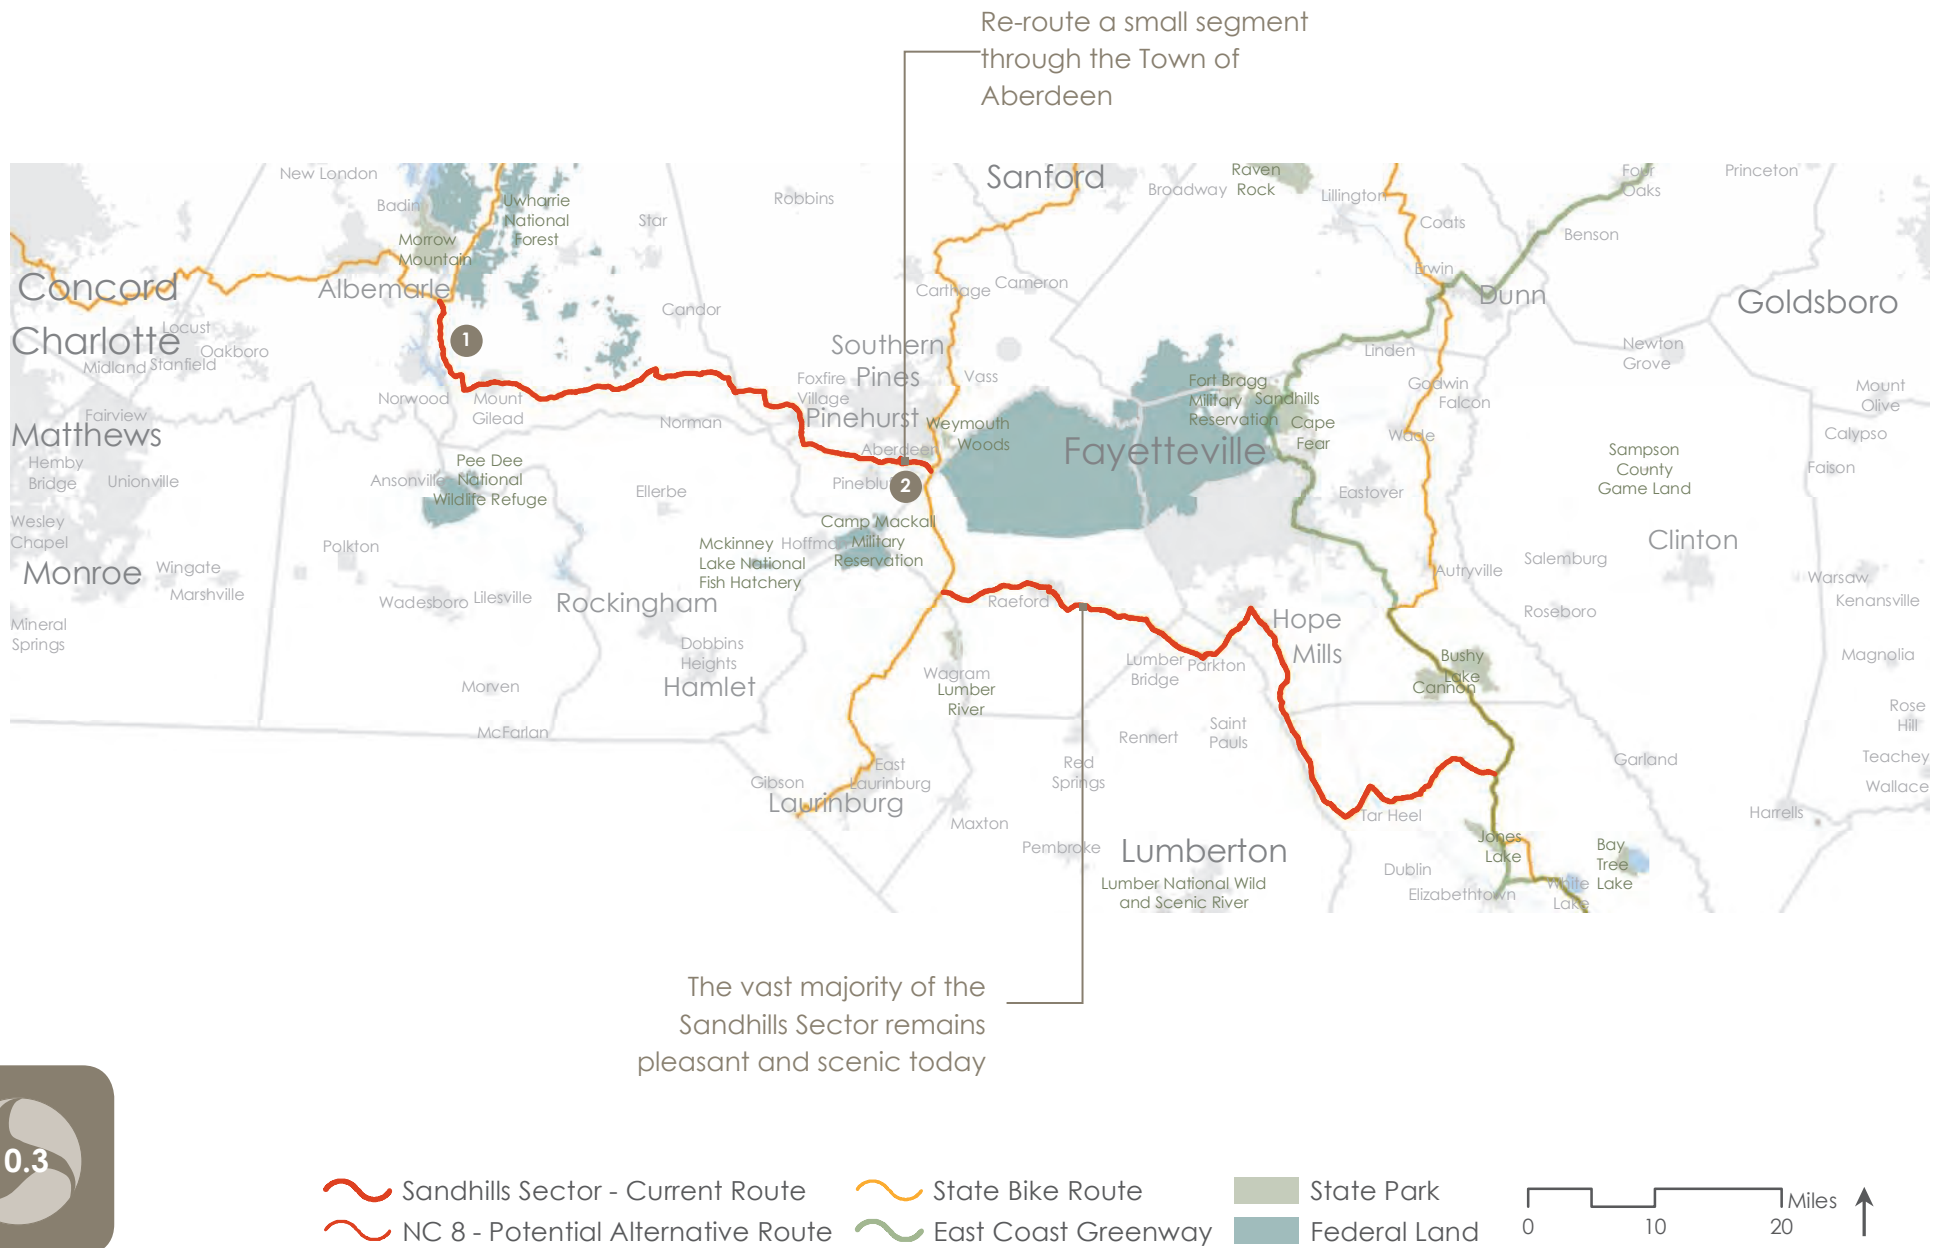 Re-route a small segment
through the Town of
Aberdeen
New London
Badin
Uwharrie
National
Forest
Morrow
Mountain
Star
Robbins
Sanford
Broadway
Raven
Rock
Lillington
Coats
Four
Oaks
Princeton
Benson
Erwin
Dunn
Goldsboro
Concord
Albemarle
Carthage
Cameron
Candor
Charlotte
Locust
Oakboro
Midland
Stanfield
1
Southern
Pines
Foxfire
Village
Vass
Linden
Newton
Grove
Norwood
Mount
Gilead
Norman
Pinehurst
Weymouth
Woods
Fort Bragg
Military
Reservation
Sandhills
Cape
Fear
Godwin
Falcon
Wade
Mount
Olive
Calypso
Faison
Fairview
Matthews
Hemby
Bridge
Unionville
Aberdeen
Fayetteville
Sampson
County
Game Land
Ansonville
Pee Dee
National
Wildlife Refuge
Ellerbe
2
Eastover
Wesley
Chapel
Polkton
Camp Mackall
Military
Reservation
Mckinney
Lake National
Fish Hatchery
Clinton
Monroe
Wingate
Marshville
Autryville
Salemburg
Warsaw
Kenansville
Wadesboro
Lilesville
Rockingham
Raeford
Hope
Mills
Roseboro
Mineral
Springs
Dobbins
Heights
Hamlet
Wagram
Lumber
River
Lumber
Bridge
Parkton
Bushy
Lake
Cannon
Magnolia
Morven
McFarlan
Rennert
Saint
Pauls
Rose
Hill
Gibson
East
Laurinburg
Laurinburg
Red
Springs
Garland
Teachey
Wallace
Maxton
Tar Heel
Harrells
Pembroke
Lumberton
Lumber National Wild
and Scenic River
Dublin
Elizabethtown
Jones
Lake
Bay
Tree
Lake
White
Lake
The vast majority of the
Sandhills Sector remains
pleasant and scenic today
0.3
Sandhills Sector - Current Route
NC 8 - Potential Alternative Route
State Bike Route
East Coast Greenway
State Park
Federal Land
Miles
0 10 20